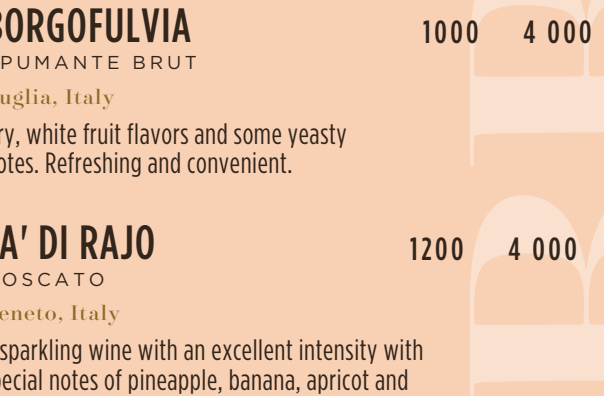 BORGOFULVIA 1000 4 000
PUMANTE BRUT
uglia, Italy
ry, white fruit flavors and some yeasty
otes. Refreshing and convenient.
A' DI RAJO 1200 4 000
OSCATO
eneto, Italy
sparkling wine with an excellent intensity with
pecial notes of pineapple, banana, apricot and